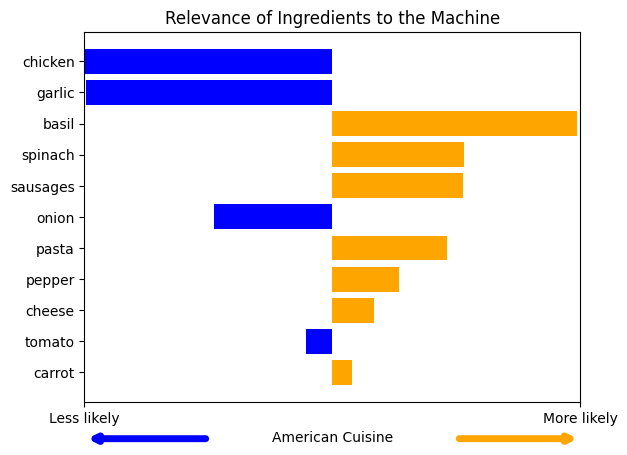 Relevance of Ingredients to the Machine
chicken
garlic
basil
spinach
sausages
onion
pasta
pepper
cheese
tomato
carrot
Less likely
More likely
American Cuisine